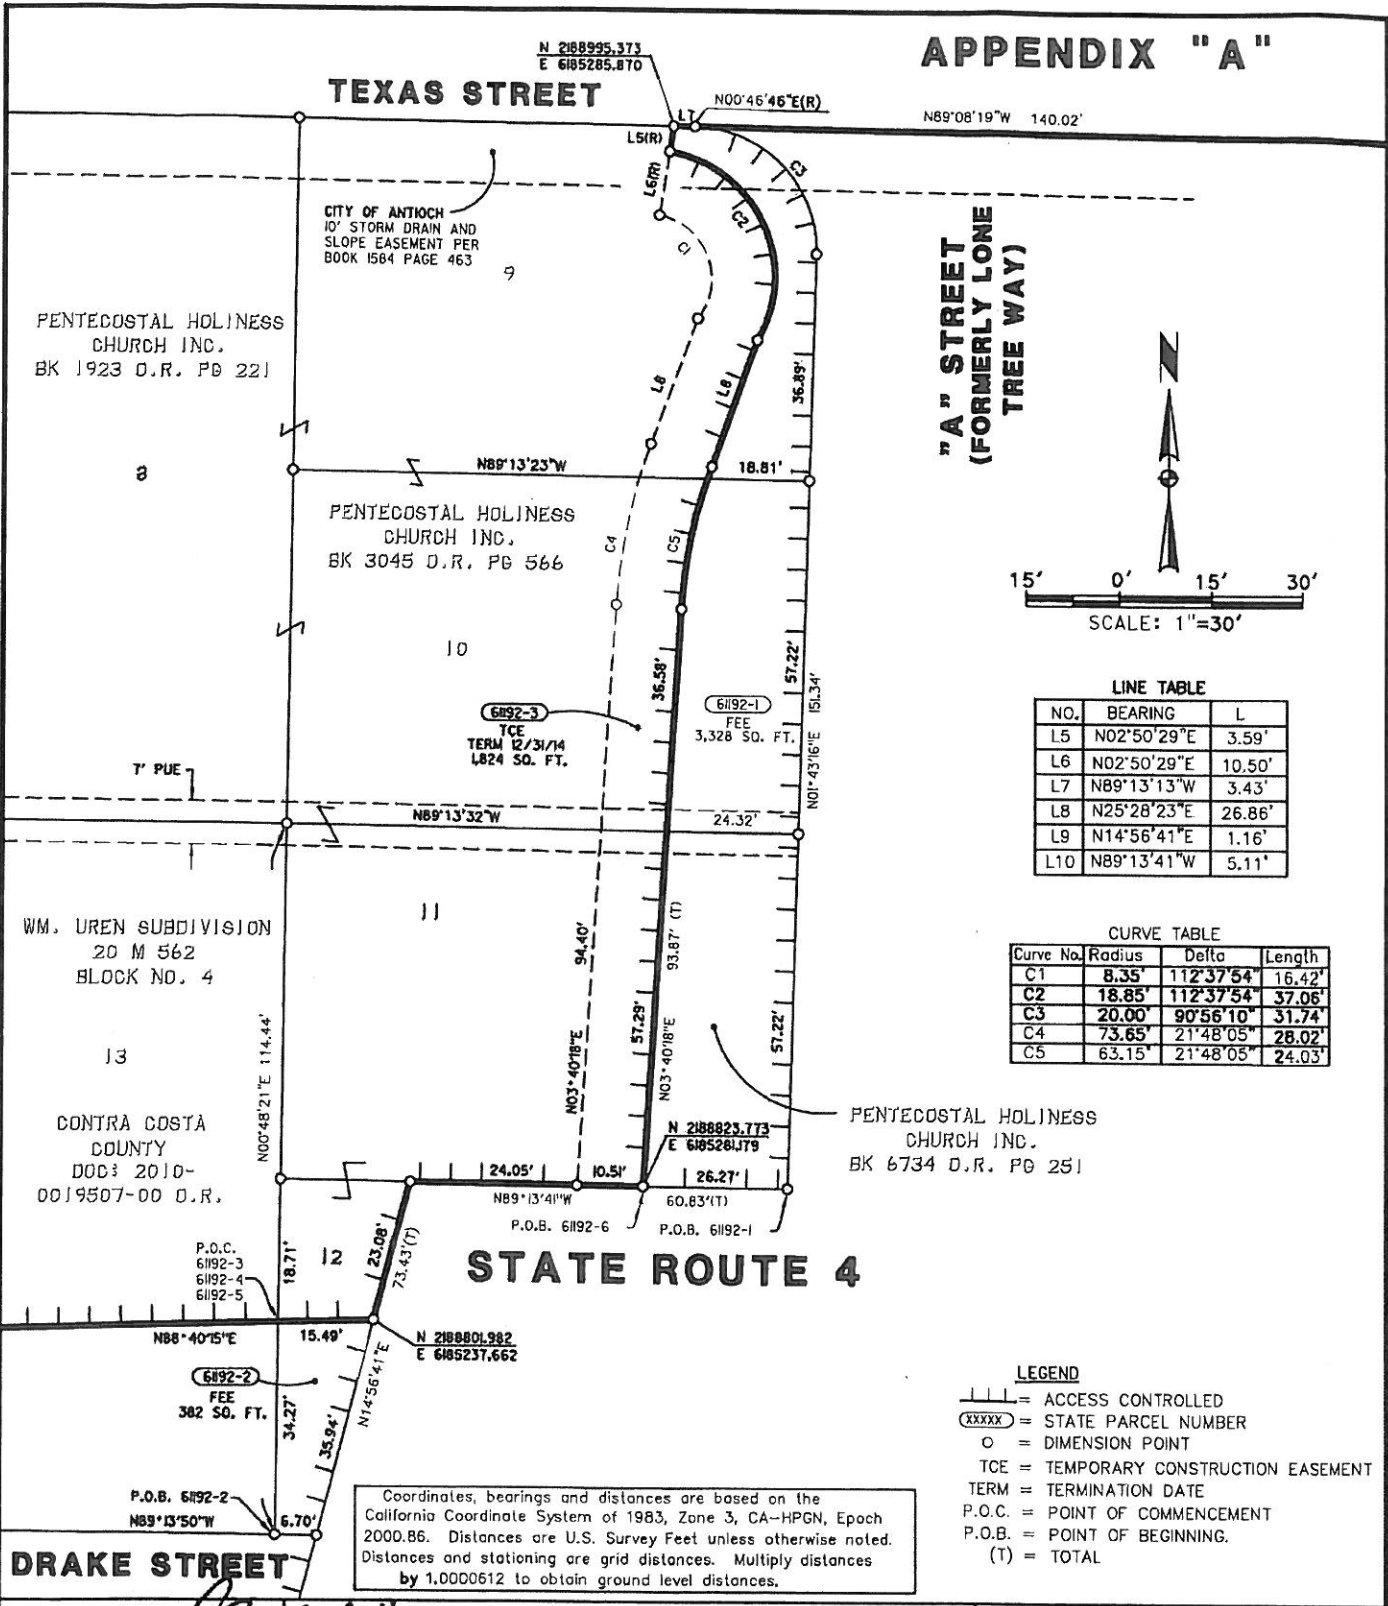 APPENDIX "A"
N 2188995.373
E 6185285.870
TEXAS STREET
L7
N00°46'46"E(R)
N89°08'19"W 140.02'
L5(R)
L6(R)
C3
C2
C1
CITY OF ANTIOCH
10' STORM DRAIN AND
SLOPE EASEMENT PER
BOOK 1584 PAGE 463
9
"A" STREET
(FORMERLY LONE
TREE WAY)
PENTECOSTAL HOLINESS
CHURCH INC.
BK 1923 O.R. PG 221
N
L8
L8
36.89'
8
N89°13'23"W
18.81'
PENTECOSTAL HOLINESS
CHURCH INC.
BK 3045 O.R. PG 566
C4
C5
15' 0' 15' 30'
SCALE: 1"=30'
10
36.58'
57.22'
N01°43'16"E 151.34'
61192-3
TCE
TERM 12/31/14
1,824 SQ. FT.
61192-1
FEE
3,328 SQ. FT.
LINE TABLE
NO. BEARING L
L5 N02°50'29"E 3.59'
L6 N02°50'29"E 10.50'
L7 N89°13'13"W 3.43'
L8 N25°28'23"E 26.86'
L9 N14°56'41"E 1.16'
L10 N89°13'41"W 5.11'
7' PUE
N89°13'32"W
24.32'
11
WM. UREN SUBDIVISION
20 M 562
BLOCK NO. 4
94.40'
93.87' (T)
CURVE TABLE
Curve No. Radius Delta Length
C1 8.35' 112°37'54" 16.42'
C2 18.85' 112°37'54" 37.06'
C3 20.00' 90°56'10" 31.74'
C4 73.65' 21°48'05" 28.02'
C5 63.15' 21°48'05" 24.03'
13
N00°48'21"E 114.44'
N03°40'18"E
57.29'
N03°40'18"E
57.22'
CONTRA COSTA
COUNTY
DOC: 2010-
0019507-00 O.R.
PENTECOSTAL HOLINESS
CHURCH INC.
BK 6734 O.R. PG 251
N 2188823.773
E 6185281.179
24.05'
10.51'
26.27'
N89°13'41"W
60.83'(T)
P.O.B. 61192-6
P.O.B. 61192-1
P.O.C.
61192-3
61192-4
61192-5
18.71'
12
23.08'
73.43'(T)
STATE ROUTE 4
N88°40'15"E
15.49'
N 2188801.982
E 6185237.662
61192-2
FEE
382 SQ. FT.
34.27'
35.94'
N14°56'41"E
LEGEND
= ACCESS CONTROLLED
XXXXX = STATE PARCEL NUMBER
O = DIMENSION POINT
TCE = TEMPORARY CONSTRUCTION EASEMENT
TERM = TERMINATION DATE
P.O.C. = POINT OF COMMENCEMENT
P.O.B. = POINT OF BEGINNING.
(T) = TOTAL
P.O.B. 61192-2
N89°13'50"W
6.70'
DRAKE STREET
Coordinates, bearings and distances are based on the
California Coordinate System of 1983, Zone 3, CA-HPGN, Epoch
2000.86. Distances are U.S. Survey Feet unless otherwise noted.
Distances and stationing are grid distances. Multiply distances
by 1.0000612 to obtain ground level distances.